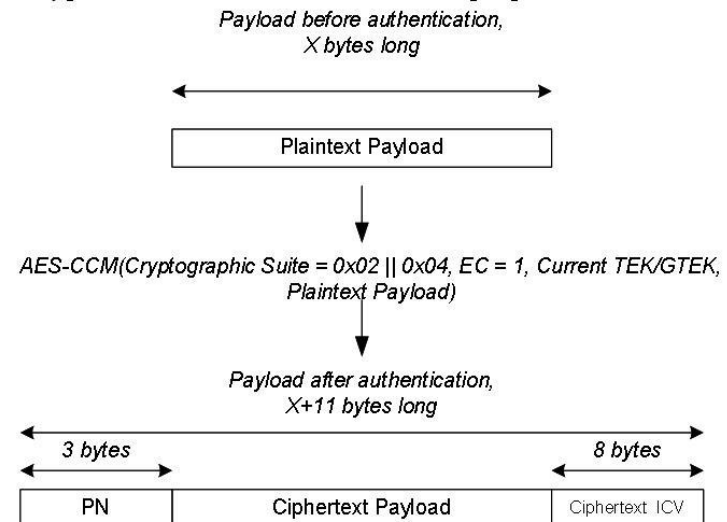 Payload before authentication,
X bytes long
Plaintext Payload
AES-CCM(Cryptographic Suite = 0x02 || 0x04, EC = 1, Current TEK/GTEK,
Plaintext Payload)
Payload after authentication,
X+11 bytes long
3 bytes
8 bytes
PN
Ciphertext Payload
Ciphertext ICV